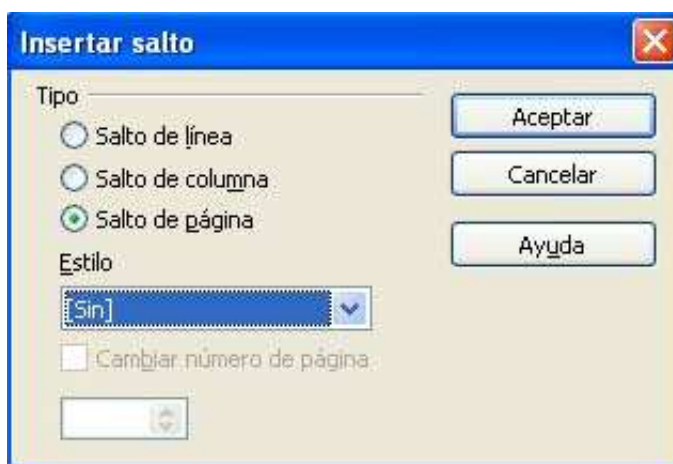 Insertar salto
Tipo
Salto de línea
Salto de columna
Salto de página
Estilo
[Sin]
Cambiar número de página
Aceptar
Cancelar
Ayuda